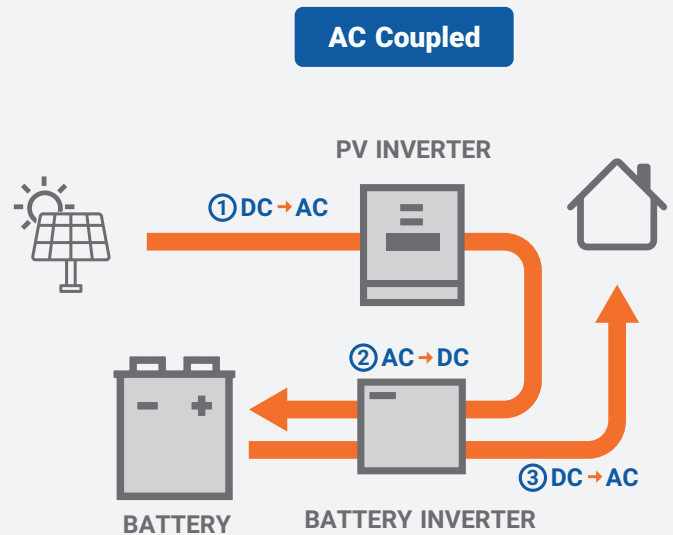 AC Coupled
PV INVERTER
① DC → AC
② AC → DC
③ DC → AC
BATTERY
BATTERY INVERTER